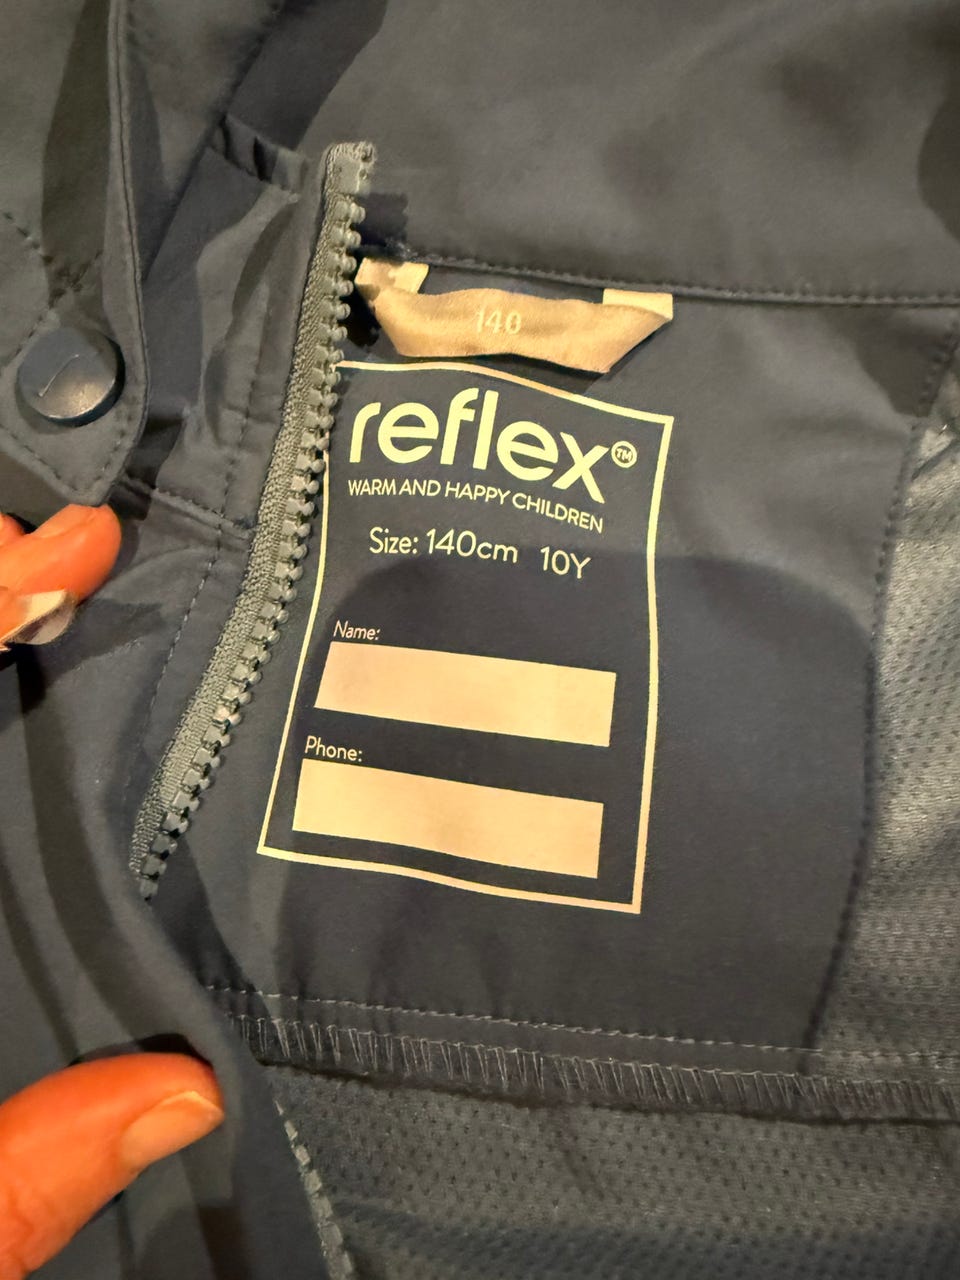 140
reflex™
WARM AND HAPPY CHILDREN
Size: 140cm 10Y
Name:
Phone: